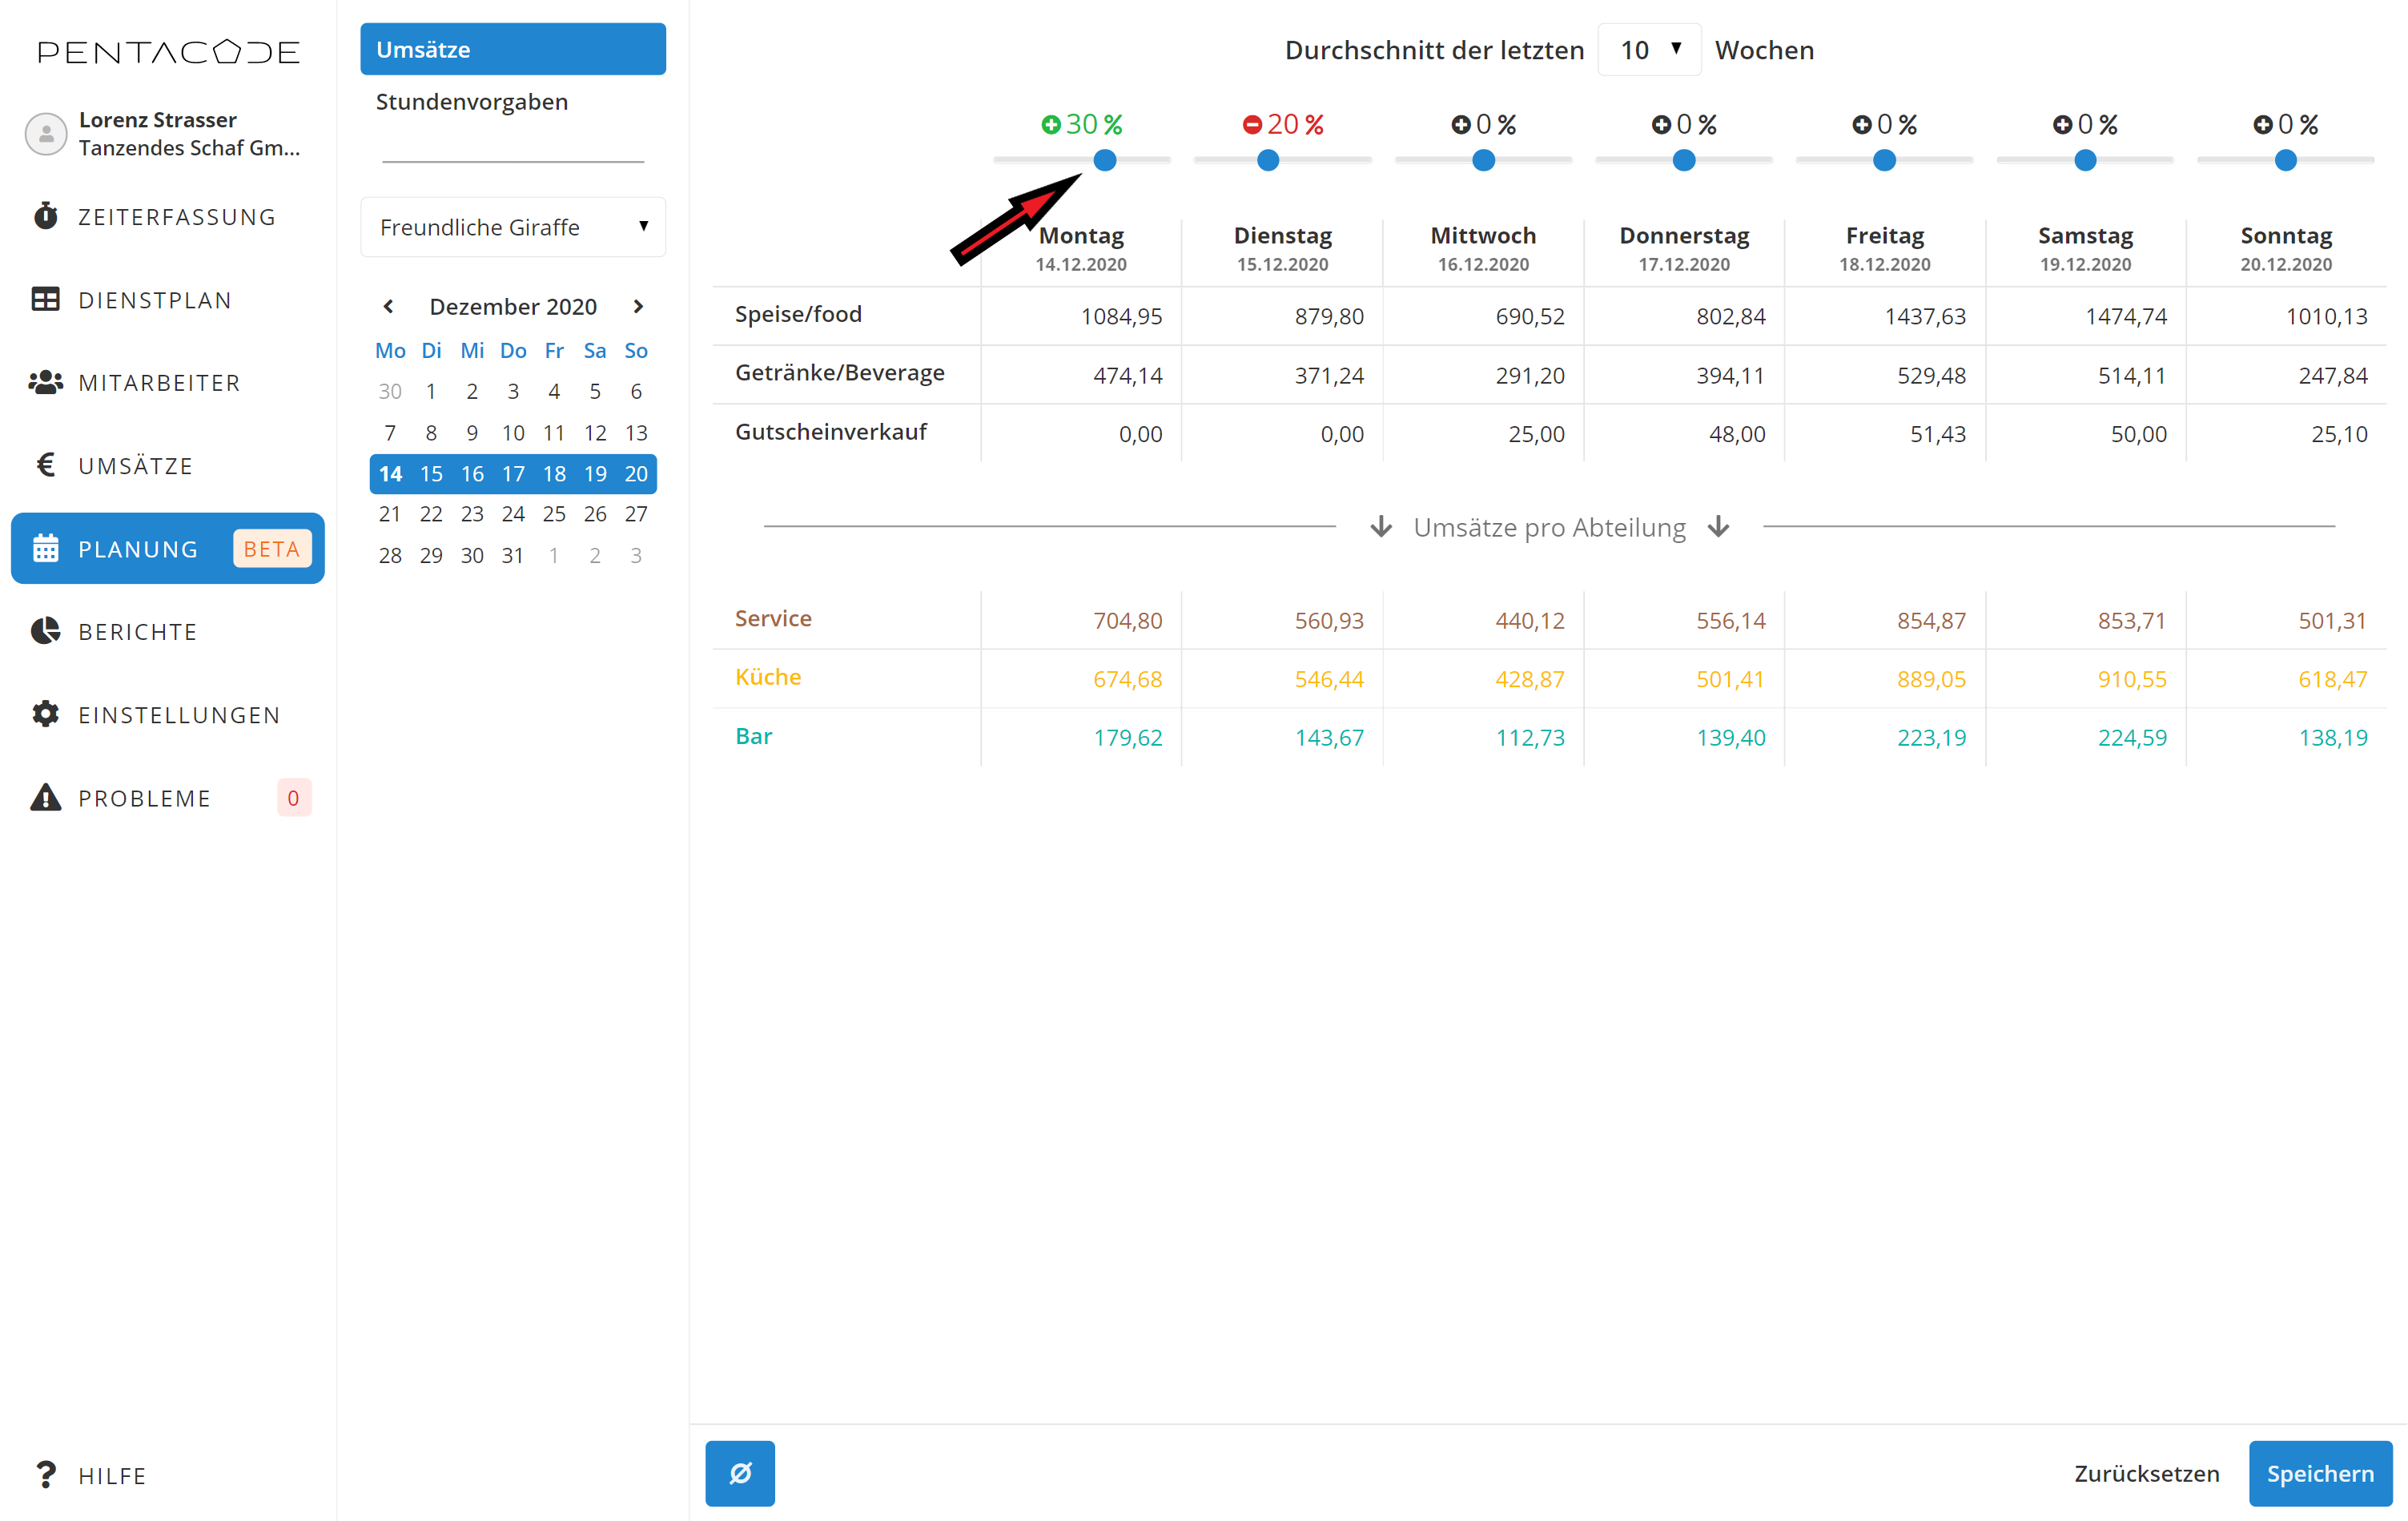 PENTACODE
Lorenz Strasser
Tanzendes Schaf Gm...
ZEITERFASSUNG
DIENSTPLAN
MITARBEITER
UMSÄTZE
PLANUNG BETA
BERICHTE
EINSTELLUNGEN
PROBLEME 0
HILFE
Umsätze
Stundenvorgaben
Freundliche Giraffe
Dezember 2020
Mo Di Mi Do Fr Sa So
30 1 2 3 4 5 6
7 8 9 10 11 12 13
14 15 16 17 18 19 20
21 22 23 24 25 26 27
28 29 30 31 1 2 3
Durchschnitt der letzten 10 Wochen
30 % 20 % 0 % 0 % 0 % 0 % 0 %
Montag Dienstag Mittwoch Donnerstag Freitag Samstag Sonntag
14.12.2020 15.12.2020 16.12.2020 17.12.2020 18.12.2020 19.12.2020 20.12.2020
Speise/food 1084,95 879,80 690,52 802,84 1437,63 1474,74 1010,13
Getränke/Beverage 474,14 371,24 291,20 394,11 529,48 514,11 247,84
Gutscheinverkauf 0,00 0,00 25,00 48,00 51,43 50,00 25,10
Umsätze pro Abteilung
Service 704,80 560,93 440,12 556,14 854,87 853,71 501,31
Küche 674,68 546,44 428,87 501,41 889,05 910,55 618,47
Bar 179,62 143,67 112,73 139,40 223,19 224,59 138,19
Ø Zurücksetzen Speichern